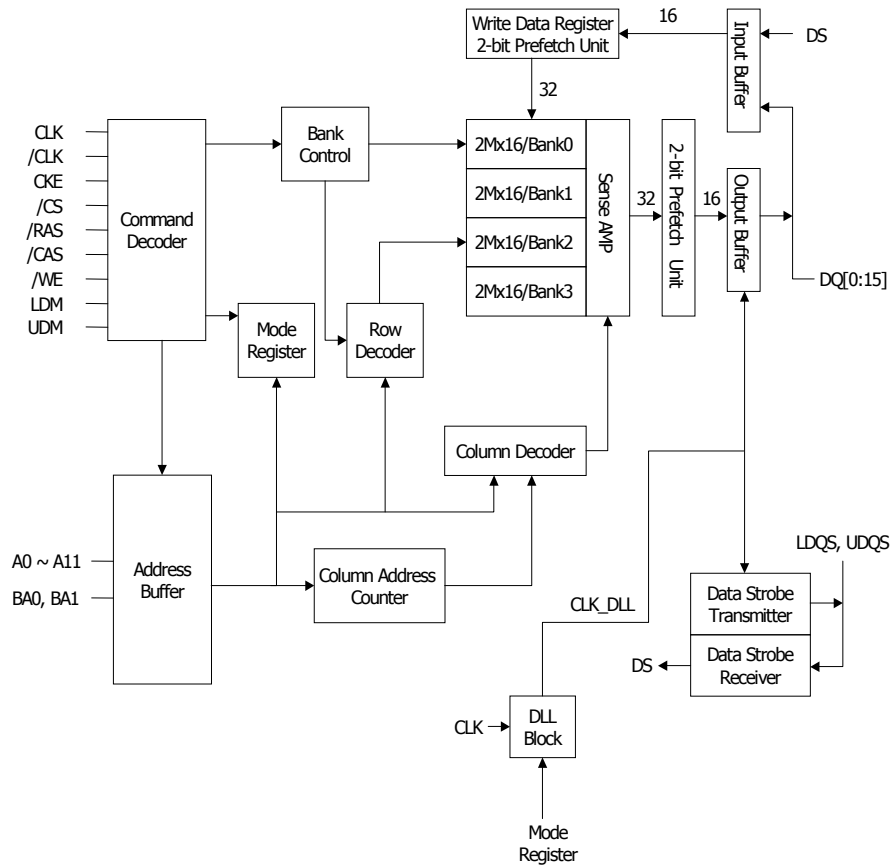 Write Data Register
2-bit Prefetch Unit
16
Input Buffer
DS
32
Bank
Control
2Mx16/Bank0
2Mx16/Bank1
2Mx16/Bank2
2Mx16/Bank3
Sense AMP
32
2-bit Prefetch Unit
16
Output Buffer
DQ[0:15]
CLK
/CLK
CKE
/CS
/RAS
/CAS
/WE
LDM
UDM
Command
Decoder
Mode
Register
Row
Decoder
Column Decoder
A0 ~ A11
BA0, BA1
Address
Buffer
Column Address
Counter
CLK_DLL
LDQS, UDQS
Data Strobe
Transmitter
Data Strobe
Receiver
DS
CLK
DLL
Block
Mode
Register